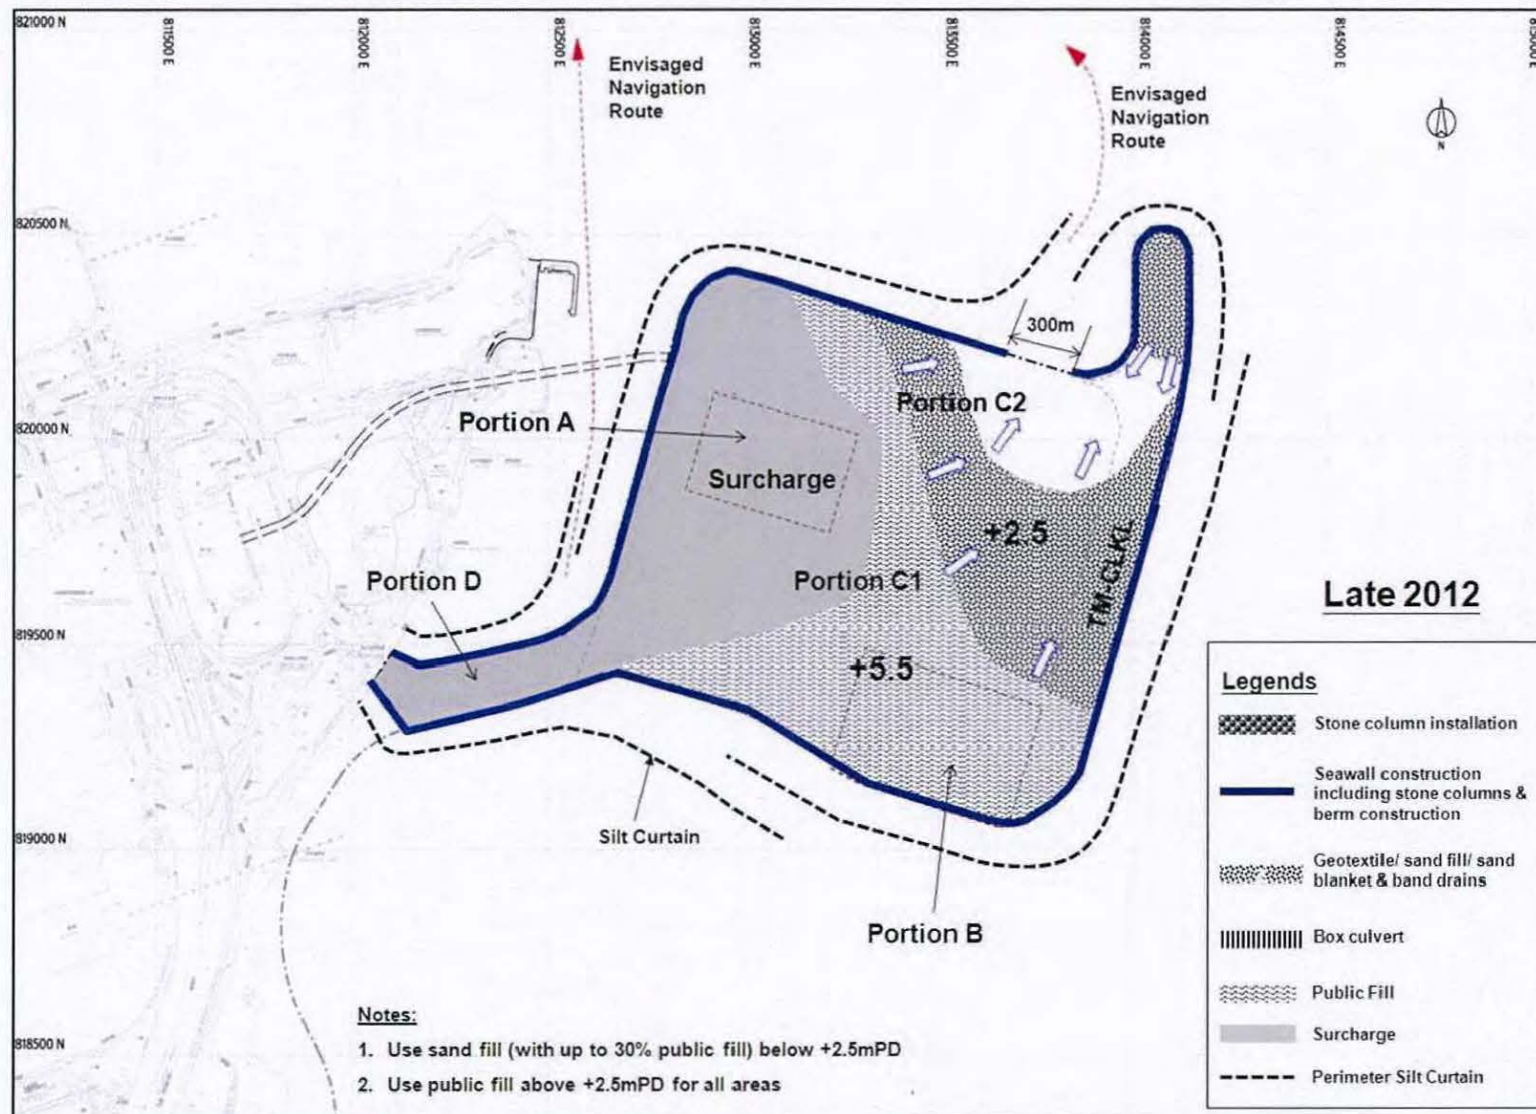 821000 N
811500 E
812000 E
812500 E
813000 E
813500 E
814000 E
814500 E
Envisaged
Navigation
Route
Envisaged
Navigation
Route
N
820500 N
300m
Portion C2
820000 N
Portion A
Surcharge
+2.5
TM-CLKL
Portion D
Portion C1
Late 2012
819500 N
+5.5
Silt Curtain
819000 N
Portion B
818500 N
Legends
Stone column installation
Seawall construction
including stone columns &
berm construction
Geotextile/ sand fill/ sand
blanket & band drains
Box culvert
Public Fill
Surcharge
Perimeter Silt Curtain
Notes:
1. Use sand fill (with up to 30% public fill) below +2.5mPD
2. Use public fill above +2.5mPD for all areas